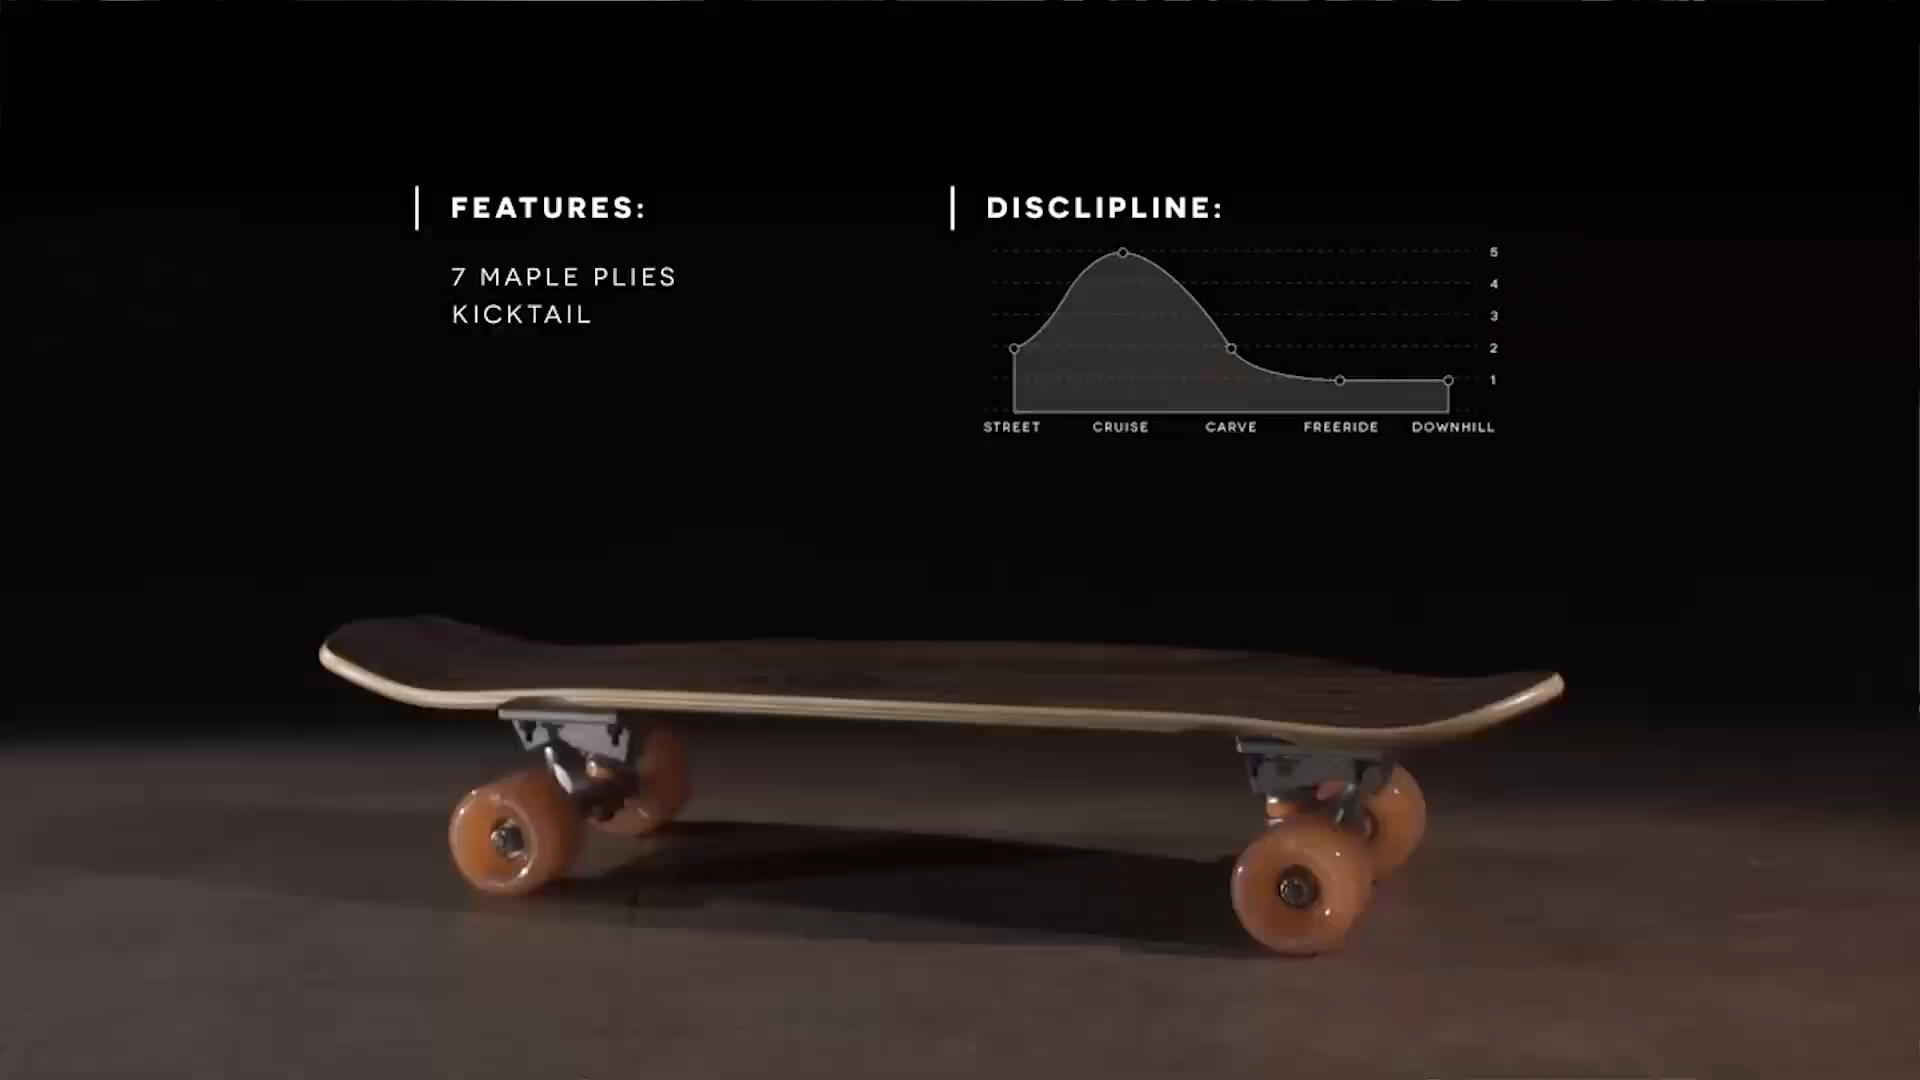 FEATURES:
7 MAPLE PLIES
KICKTAIL
DISCLIPLINE:
5
4
3
2
1
STREET CRUISE CARVE FREERIDE DOWNHILL